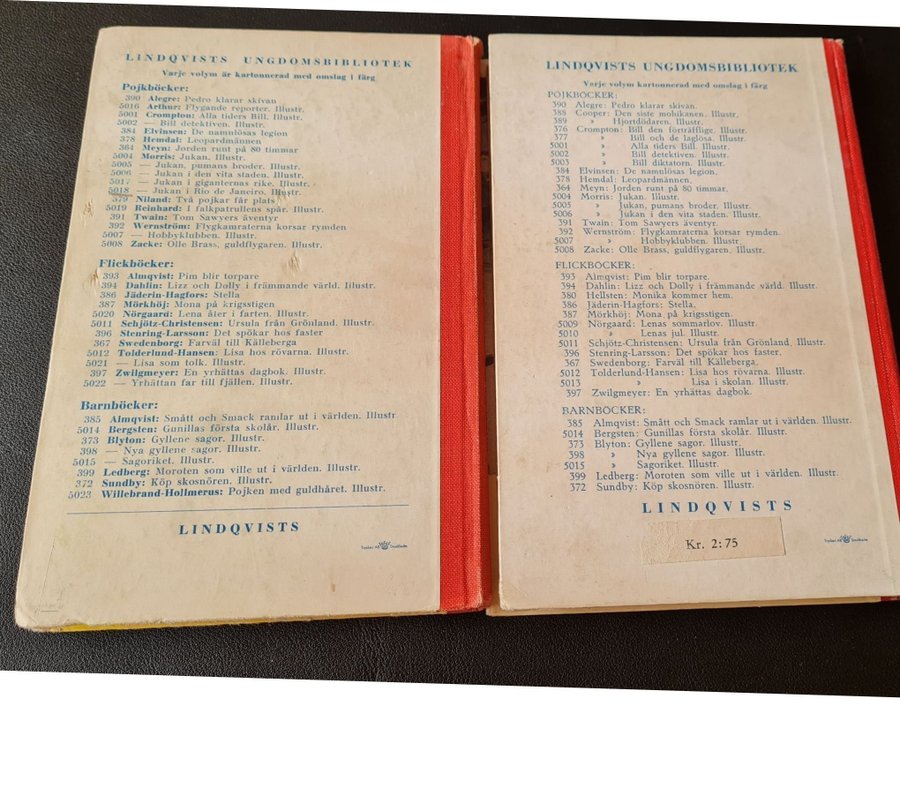 LINDQVISTS UNGDOMSBIBLIOTEK
Varje volym är kartonnerad med omslag i färg
Pojkböcker:
390 Alegre: Pedro klarar skivan
5016 Arthur: Flygande reporter. Illustr.
5001 Crompton: Alla tiders Bill. Illustr.
5002 — Bill detektiven. Illustr.
384 Elvinsen: De namnlösas legion
378 Hemdal: Leopardmännen
364 Meyn: Jorden runt på 80 timmar
5004 Morris: Jukan. Illustr.
5005 — Jukan, pumans broder. Illustr.
5006 — Jukan i den vita staden. Illustr.
5017 — Jukan i giganternas rike. Illustr.
5018 — Jukan i Rio de Janeiro. Illustr.
379 Niland: Två pojkar får plats
5019 Reinhard: I falkpatrullens spår. Illustr.
391 Twain: Tom Sawyers äventyr
392 Wernström: Flygkamraterna korsar rymden
5007 — Hobbyklubben. Illustr.
5008 Zacke: Olle Brass, guldflygaren. Illustr.
Flickböcker:
393 Almqvist: Pim blir torpare
394 Dahlin: Lizz och Dolly i främmande värld. Illustr.
386 Jäderin-Hagfors: Stella
387 Mörkhöj: Mona på krigsstigen
5020 Nörgaard: Lena åter i farten. Illustr.
5011 Schjötz-Christensen: Ursula från Grönland. Illustr.
396 Stenring-Larsson: Det spökar hos faster
367 Swedenborg: Farväl till Källeberga
5012 Tolderlund-Hansen: Lisa hos rövarna. Illustr.
5021 — Lisa som tolk. Illustr.
397 Zwilgmeyer: En yrhättas dagbok. Illustr.
5022 — Yrhättan far till fjällen. Illustr.
Barnböcker:
385 Almqvist: Smått och Smack ramlar ut i världen. Illustr
5014 Bergsten: Gunillas första skolår. Illustr.
373 Blyton: Gyllene sagor. Illustr.
398 — Nya gyllene sagor. Illustr.
5015 — Sagoriket. Illustr.
399 Ledberg: Moroten som ville ut i världen. Illustr.
372 Sundby: Köp skosnören. Illustr.
5023 Willebrand-Hollmerus: Pojken med guldhåret. Illustr.
LINDQVISTS
Tryckeri AB Stockholm
LINDQVISTS UNGDOMSBIBLIOTEK
Varje volym kartonnerad med omslag i färg
POJKBÖCKER:
390 Alegre: Pedro klarar skivan.
388 Cooper: Den siste mohikanen. Illustr.
389 » Hjortdödaren. Illustr.
376 Crompton: Bill den förträfflige. Illustr.
377 » Bill och de laglösa. Illustr.
5001 » Alla tiders Bill. Illustr.
5002 » Bill detektiven. Illustr.
5003 » Bill diktatorn. Illustr.
384 Elvinsen: De namnlösas legion.
378 Hemdal: Leopardmännen.
364 Meyn: Jorden runt på 80 timmar.
5004 Morris: Jukan. Illustr.
5005 » Jukan, pumans broder. Illustr.
5006 » Jukan i den vita staden. Illustr.
391 Twain: Tom Sawyers äventyr.
392 Wernström: Flygkamraterna korsar rymden.
5007 » Hobbyklubben. Illustr.
5008 Zacke: Olle Brass, guldflygaren. Illustr.
FLICKBÖCKER:
393 Almqvist: Pim blir torpare.
394 Dahlin: Lizz och Dolly i främmande värld. Illustr.
380 Hellsten: Monika kommer hem.
386 Jäderin-Hagfors: Stella.
387 Mörkhöj: Mona på krigsstigen.
5009 Nörgaard: Lenas sommarlov. Illustr.
5010 » Lenas jul. Illustr.
5011 Schjötz-Christensen: Ursula från Grönland. Illustr.
396 Stenring-Larsson: Det spökar hos faster.
367 Swedenborg: Farväl till Källeberga.
5012 Tolderlund-Hansen: Lisa hos rövarna. Illustr.
5013 » Lisa i skolan. Illustr.
397 Zwilgmeyer: En yrhättas dagbok.
BARNBÖCKER:
385 Almqvist: Smått och Smack ramlar ut i världen. Illustr.
5014 Bergsten: Gunillas första skolår. Illustr.
373 Blyton: Gyllene sagor. Illustr.
398 » Nya gyllene sagor. Illustr.
5015 » Sagoriket. Illustr.
399 Ledberg: Moroten som ville ut i världen. Illustr.
372 Sundby: Köp skosnören. Illustr.
LINDQVISTS
Kr. 2:75